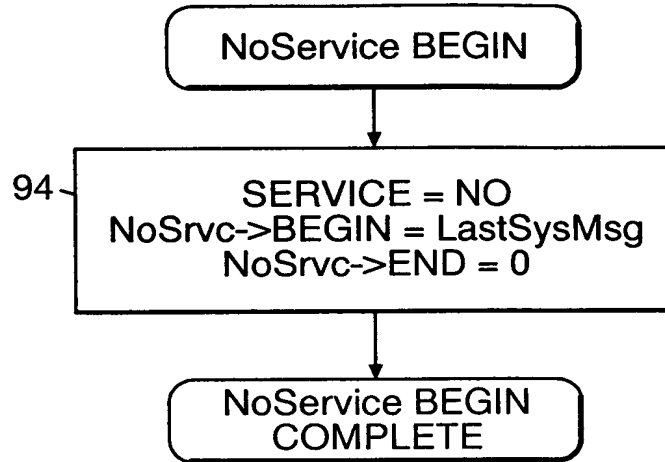 NoService BEGIN
94
SERVICE = NO
NoSrvc->BEGIN = LastSysMsg
NoSrvc->END = 0
NoService BEGIN
COMPLETE